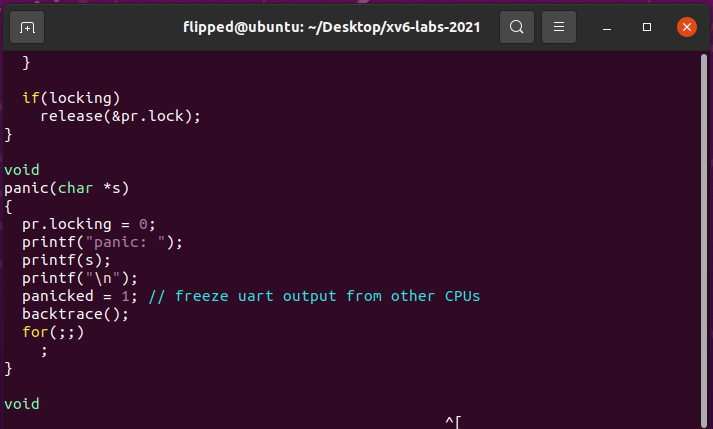 flipped@ubuntu: ~/Desktop/xv6-labs-2021
  }

  if(locking)
    release(&pr.lock);
}

void
panic(char *s)
{
  pr.locking = 0;
  printf("panic: ");
  printf(s);
  printf("\n");
  panicked = 1; // freeze uart output from other CPUs
  backtrace();
  for(;;)
    ;
}

void
^[